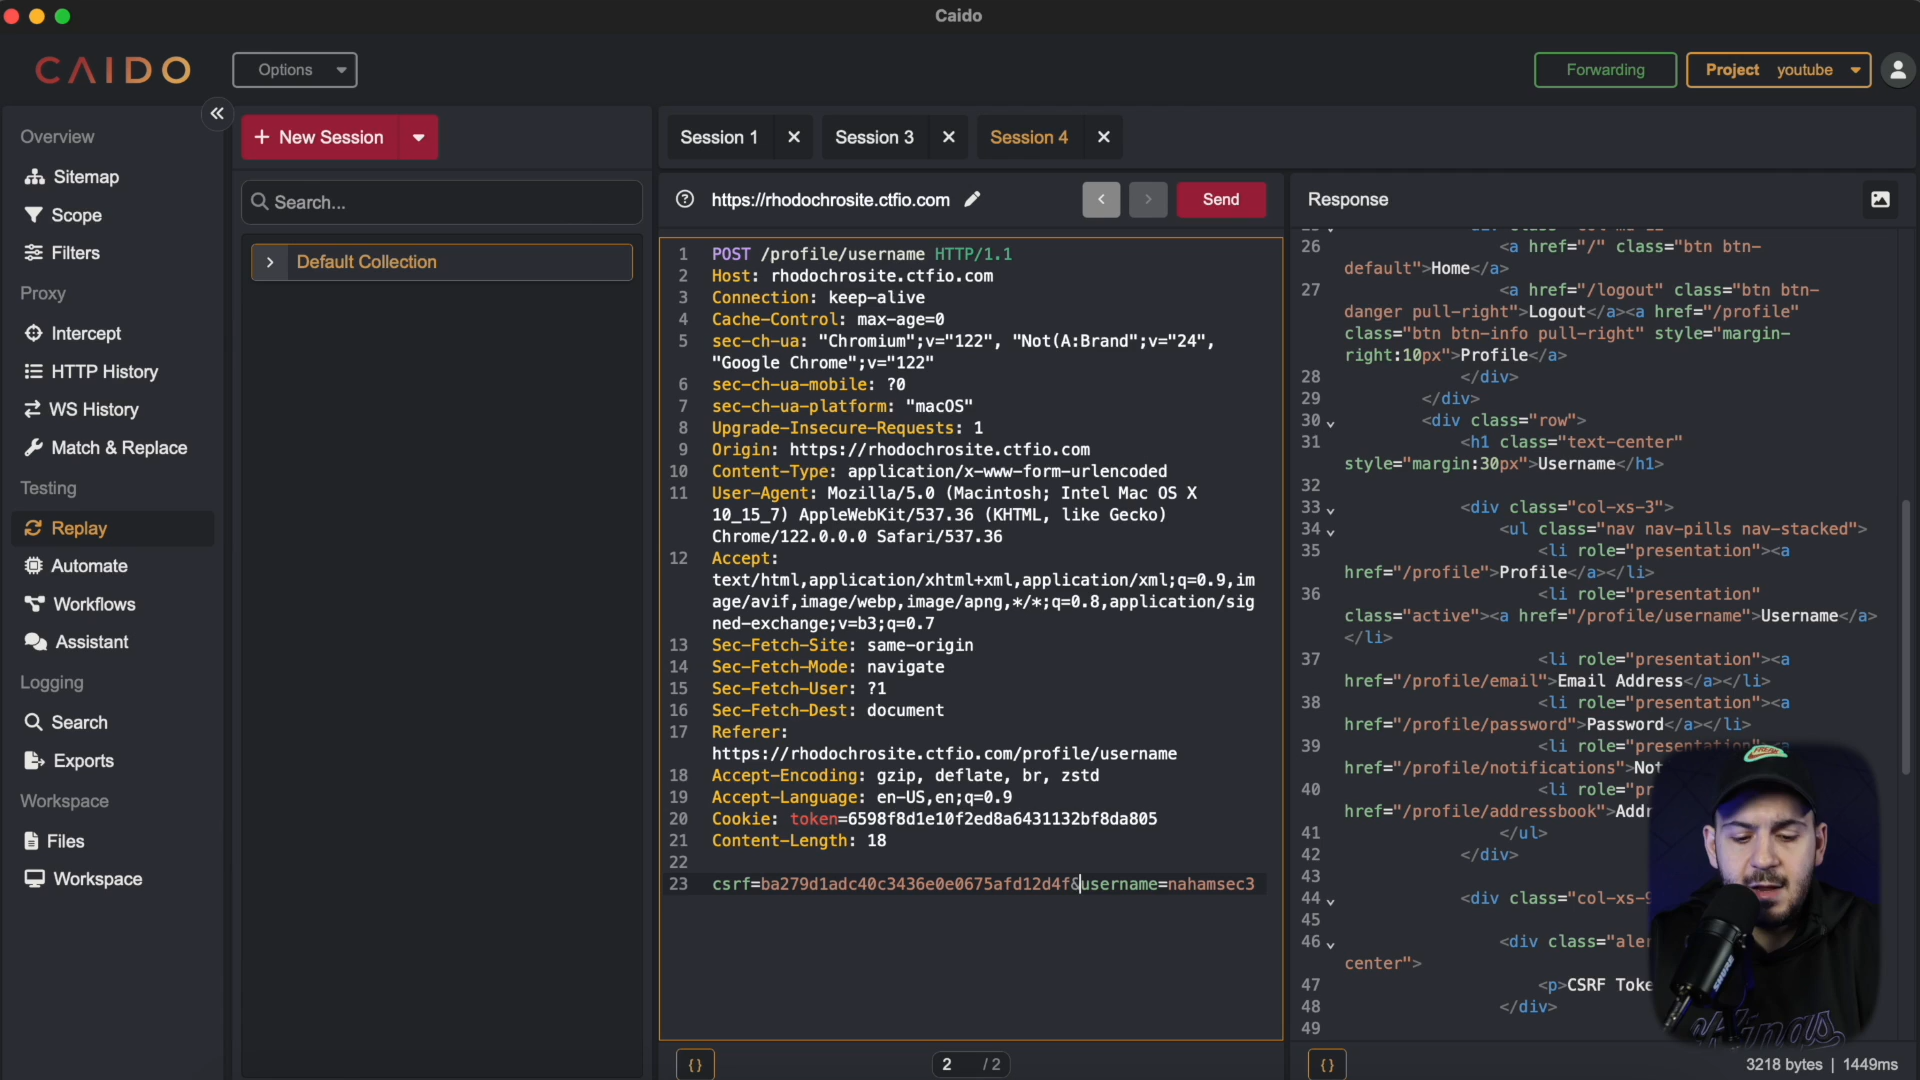 Caido
CAIDO
Options
Forwarding
Project youtube
Overview
Sitemap
Scope
Filters
Proxy
Intercept
HTTP History
WS History
Match & Replace
Testing
Replay
Automate
Workflows
Assistant
Logging
Search
Exports
Workspace
Files
Workspace
+ New Session
Search...
Default Collection
Session 1
Session 3
Session 4
https://rhodochrosite.ctfio.com
Send
1 POST /profile/username HTTP/1.1
2 Host: rhodochrosite.ctfio.com
3 Connection: keep-alive
4 Cache-Control: max-age=0
5 sec-ch-ua: "Chromium";v="122", "Not(A:Brand";v="24",
"Google Chrome";v="122"
6 sec-ch-ua-mobile: ?0
7 sec-ch-ua-platform: "macOS"
8 Upgrade-Insecure-Requests: 1
9 Origin: https://rhodochrosite.ctfio.com
10 Content-Type: application/x-www-form-urlencoded
11 User-Agent: Mozilla/5.0 (Macintosh; Intel Mac OS X
10_15_7) AppleWebKit/537.36 (KHTML, like Gecko)
Chrome/122.0.0.0 Safari/537.36
12 Accept:
text/html,application/xhtml+xml,application/xml;q=0.9,im
age/avif,image/webp,image/apng,*/*;q=0.8,application/sig
ned-exchange;v=b3;q=0.7
13 Sec-Fetch-Site: same-origin
14 Sec-Fetch-Mode: navigate
15 Sec-Fetch-User: ?1
16 Sec-Fetch-Dest: document
17 Referer:
https://rhodochrosite.ctfio.com/profile/username
18 Accept-Encoding: gzip, deflate, br, zstd
19 Accept-Language: en-US,en;q=0.9
20 Cookie: token=6598f8d1e10f2ed8a6431132bf8da805
21 Content-Length: 18
22
23 csrf=ba279d1adc40c3436e0e0675afd12d4f&username=nahamsec3
{} 2 / 2
Response
26 <a href="/" class="btn btn-
default">Home</a>
27 <a href="/logout" class="btn btn-
danger pull-right">Logout</a><a href="/profile"
class="btn btn-info pull-right" style="margin-
right:10px">Profile</a>
28 </div>
29 </div>
30 <div class="row">
31 <h1 class="text-center"
style="margin:30px">Username</h1>
32
33 <div class="col-xs-3">
34 <ul class="nav nav-pills nav-stacked">
35 <li role="presentation"><a
href="/profile">Profile</a></li>
36 <li role="presentation"
class="active"><a href="/profile/username">Username</a>
</li>
37 <li role="presentation"><a
href="/profile/email">Email Address</a></li>
38 <li role="presentation"><a
href="/profile/password">Password</a></li>
39 <li role="presentation"><a
href="/profile/notifications">Not
40 <li role="pr
href="/profile/addressbook">Addr
41 </ul>
42 </div>
43
44 <div class="col-xs-9
45
46 <div class="aler
center">
47 <p>CSRF Toke
48 </div>
49
{} 3218 bytes | 1449ms
SHURE